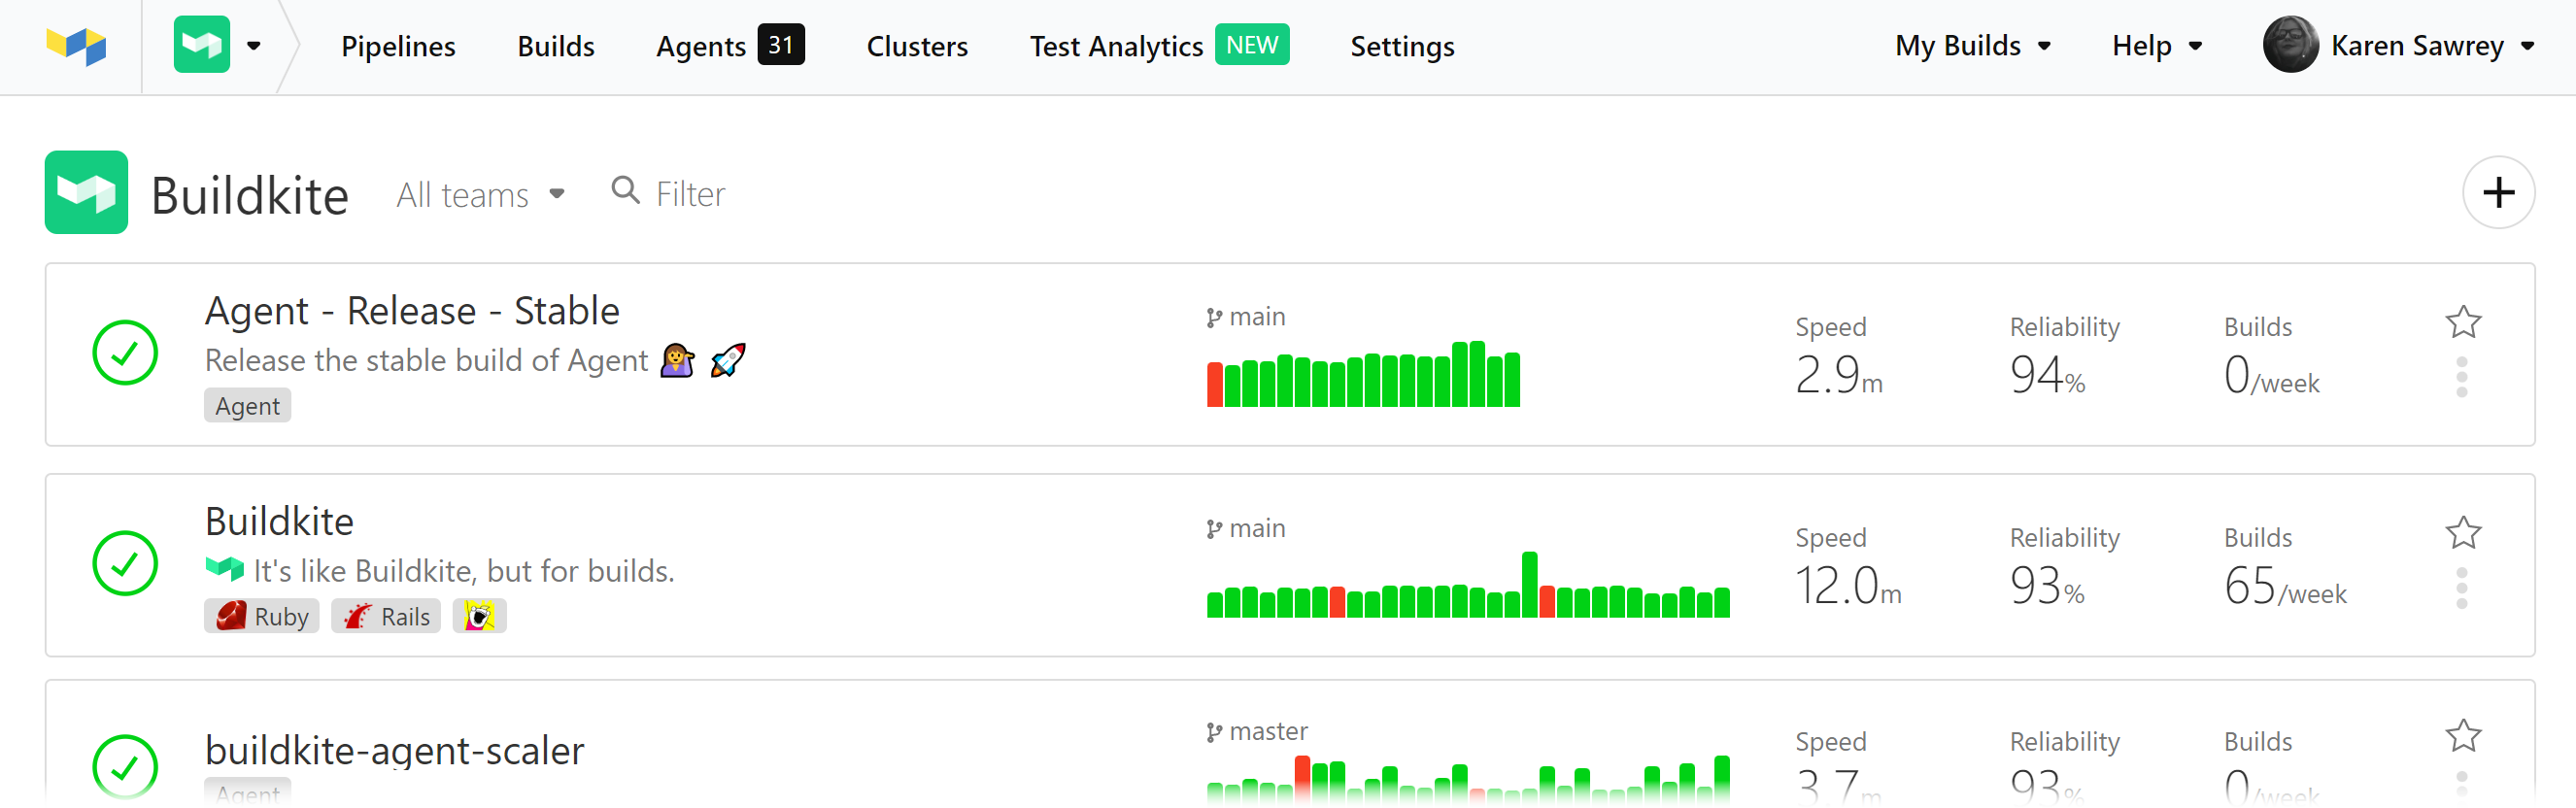 Pipelines Builds Agents 31 Clusters Test Analytics NEW Settings My Builds Help Karen Sawrey
Buildkite All teams Filter
Agent - Release - Stable
Release the stable build of Agent
Agent
main
Speed
2.9m
Reliability
94%
Builds
0/week
Buildkite
It's like Buildkite, but for builds.
Ruby Rails
main
Speed
12.0m
Reliability
93%
Builds
65/week
buildkite-agent-scaler
Agent
master
Speed
3.7m
Reliability
93%
Builds
0/week